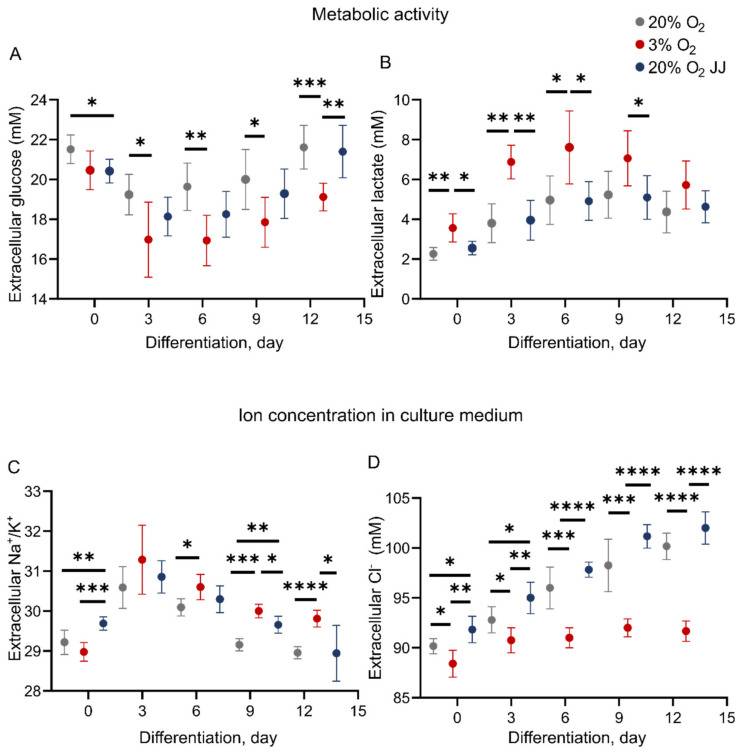 Metabolic activity
20% O2
3% O2
20% O2 JJ
A
Extracellular glucose (mM)
24
22
20
18
16
14
*
*
**
*
***
**
0 3 6 9 12 15
Differentiation, day
B
Extracellular lactate (mM)
10
8
6
4
2
0
** *
** **
* *
*
0 3 6 9 12 15
Differentiation, day
Ion concentration in culture medium
C
Extracellular Na+/K+
33
32
31
30
29
28
**
***
*
**
*** *
**** *
0 3 6 9 12 15
Differentiation, day
D
Extracellular Cl- (mM)
105
100
95
90
85
*
**
*
*
**
*
****
***
****
***
****
****
0 3 6 9 12 15
Differentiation, day